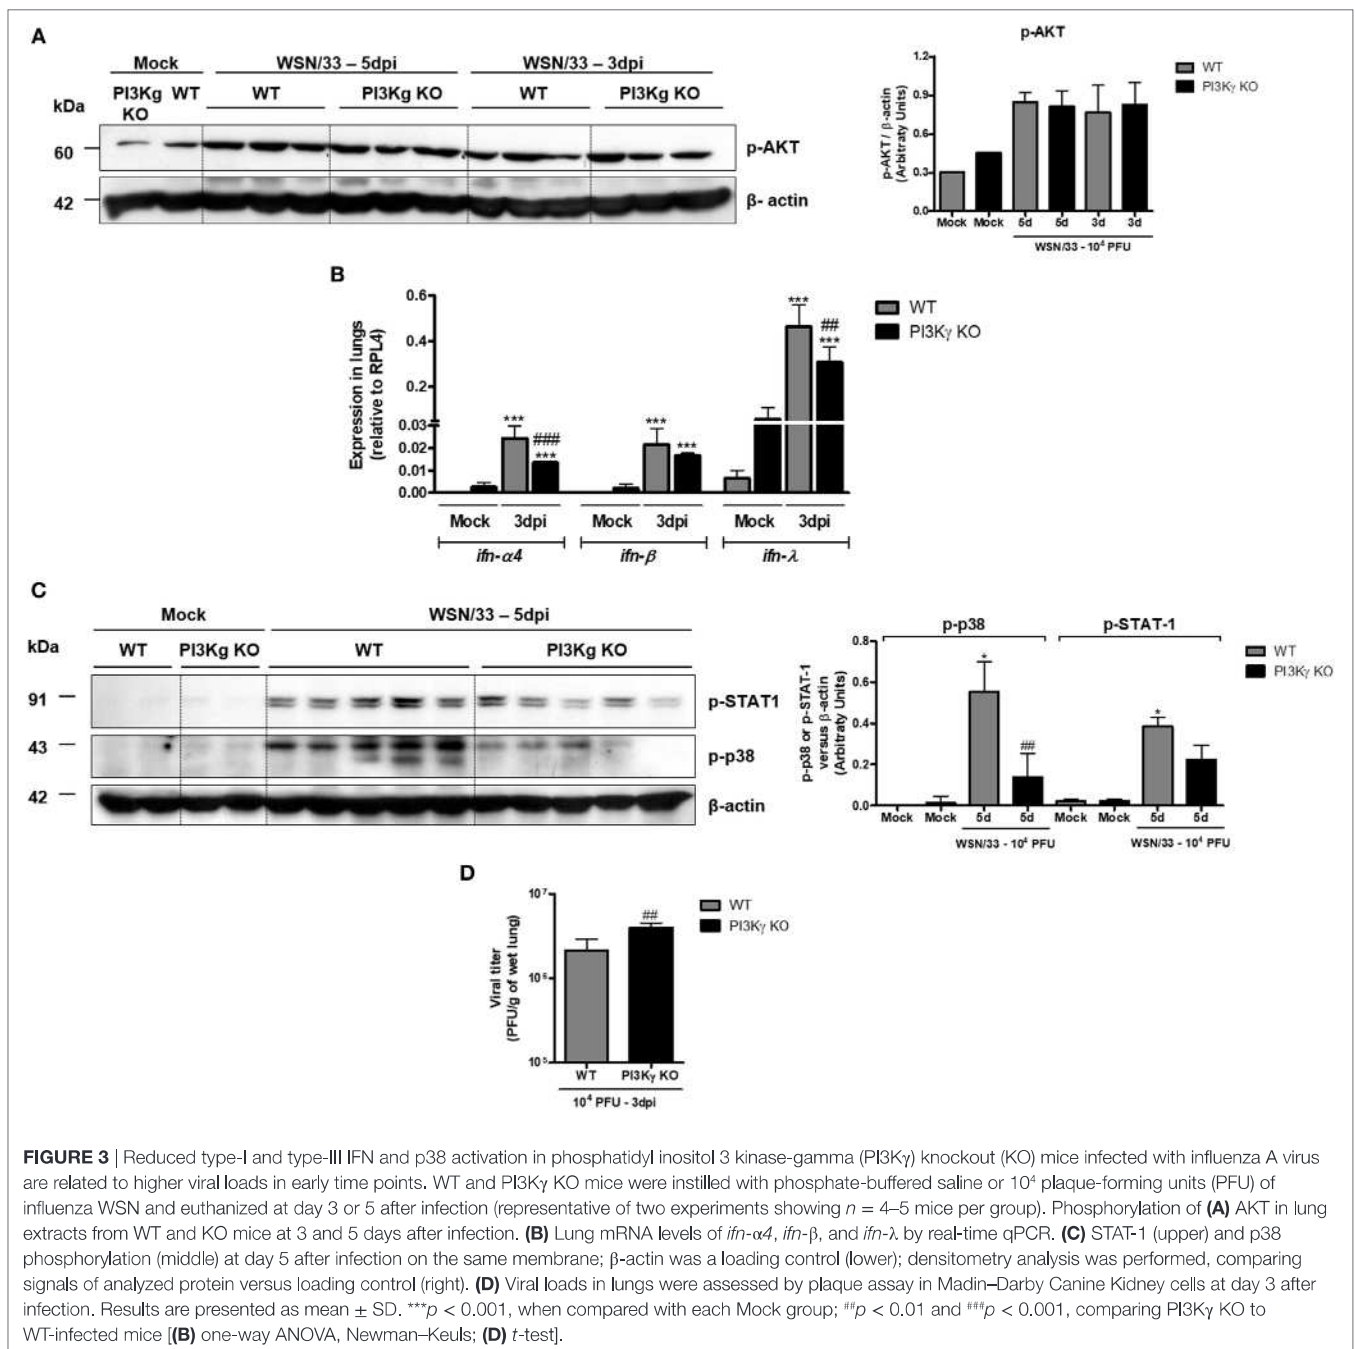 A
Mock WSN/33 – 5dpi WSN/33 – 3dpi
PI3Kg KO WT WT PI3Kg KO WT PI3Kg KO
kDa
60
p-AKT
42
β- actin
p-AKT
WT
PI3Kγ KO
p-AKT / β-actin
(Arbitraty Units)
1.2
0.9
0.6
0.3
0.0
Mock Mock 5d 5d 3d 3d
WSN/33 - 10⁴ PFU
B
Expression in lungs
(relative to RPL4)
0.6
0.4
0.2
0.03
0.02
0.01
0.00
***
###
***
***
***
***
##
***
WT
PI3Kγ KO
Mock 3dpi Mock 3dpi Mock 3dpi
ifn-α4 ifn-β ifn-λ
C
Mock WSN/33 – 5dpi
kDa
WT PI3Kg KO WT PI3Kg KO
91
p-STAT1
43
p-p38
42
β-actin
p-p38 p-STAT-1
WT
PI3Kγ KO
p-p38 or p-STAT-1
versus β-actin
(Arbitraty Units)
0.8
0.6
0.4
0.2
0.0
*
##
*
Mock Mock 5d 5d Mock Mock 5d 5d
WSN/33 - 10⁴ PFU WSN/33 - 10⁴ PFU
D
Viral titer
(PFU/g of wet lung)
10⁷
10⁶
10⁵
##
WT
PI3Kγ KO
WT PI3Kγ KO
10⁴ PFU - 3dpi
FIGURE 3 | Reduced type-I and type-III IFN and p38 activation in phosphatidyl inositol 3 kinase-gamma (PI3Kγ) knockout (KO) mice infected with influenza A virus
are related to higher viral loads in early time points. WT and PI3Kγ KO mice were instilled with phosphate-buffered saline or 10⁴ plaque-forming units (PFU) of
influenza WSN and euthanized at day 3 or 5 after infection (representative of two experiments showing n = 4–5 mice per group). Phosphorylation of (A) AKT in lung
extracts from WT and KO mice at 3 and 5 days after infection. (B) Lung mRNA levels of ifn-α4, ifn-β, and ifn-λ by real-time qPCR. (C) STAT-1 (upper) and p38
phosphorylation (middle) at day 5 after infection on the same membrane; β-actin was a loading control (lower); densitometry analysis was performed, comparing
signals of analyzed protein versus loading control (right). (D) Viral loads in lungs were assessed by plaque assay in Madin–Darby Canine Kidney cells at day 3 after
infection. Results are presented as mean ± SD. ***p < 0.001, when compared with each Mock group; ##p < 0.01 and ###p < 0.001, comparing PI3Kγ KO to
WT-infected mice [(B) one-way ANOVA, Newman–Keuls; (D) t-test].